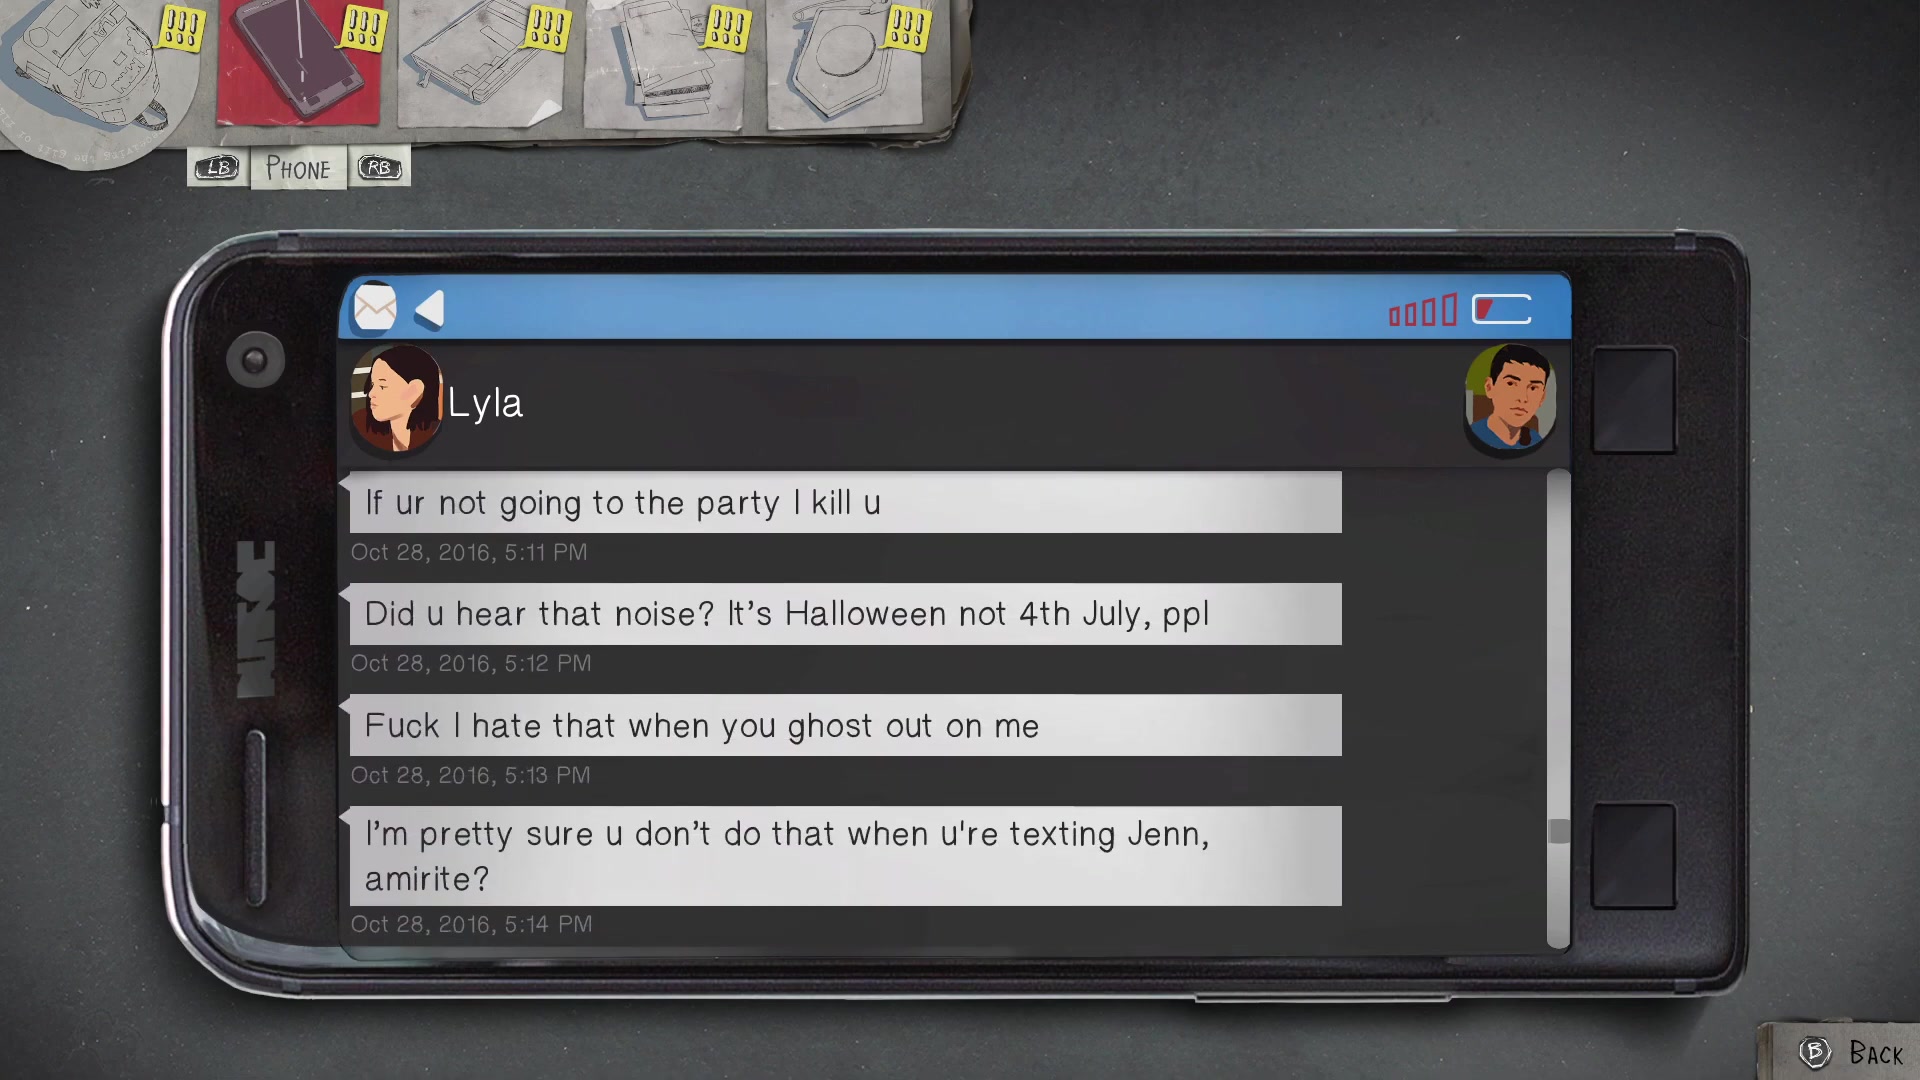 LB PHONE RB
Lyla
If ur not going to the party I kill u
Oct 28, 2016, 5:11 PM
Did u hear that noise? It's Halloween not 4th July, ppl
Oct 28, 2016, 5:12 PM
Fuck I hate that when you ghost out on me
Oct 28, 2016, 5:13 PM
I'm pretty sure u don't do that when u're texting Jenn,
amirite?
Oct 28, 2016, 5:14 PM
B BACK